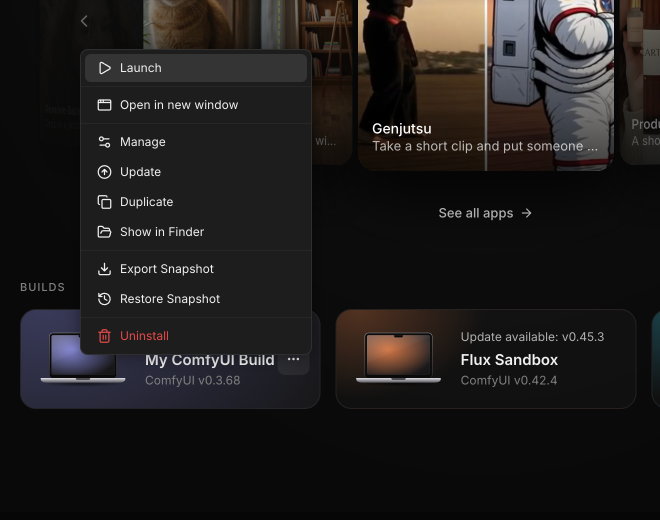 Launch
Open in new window
Manage
Update
Duplicate
Show in Finder
Export Snapshot
Restore Snapshot
Uninstall
wi...
Genjutsu
Take a short clip and put someone ...
A sho
See all apps →
BUILDS
My ComfyUI Build
ComfyUI v0.3.68
Update available: v0.45.3
Flux Sandbox
ComfyUI v0.42.4